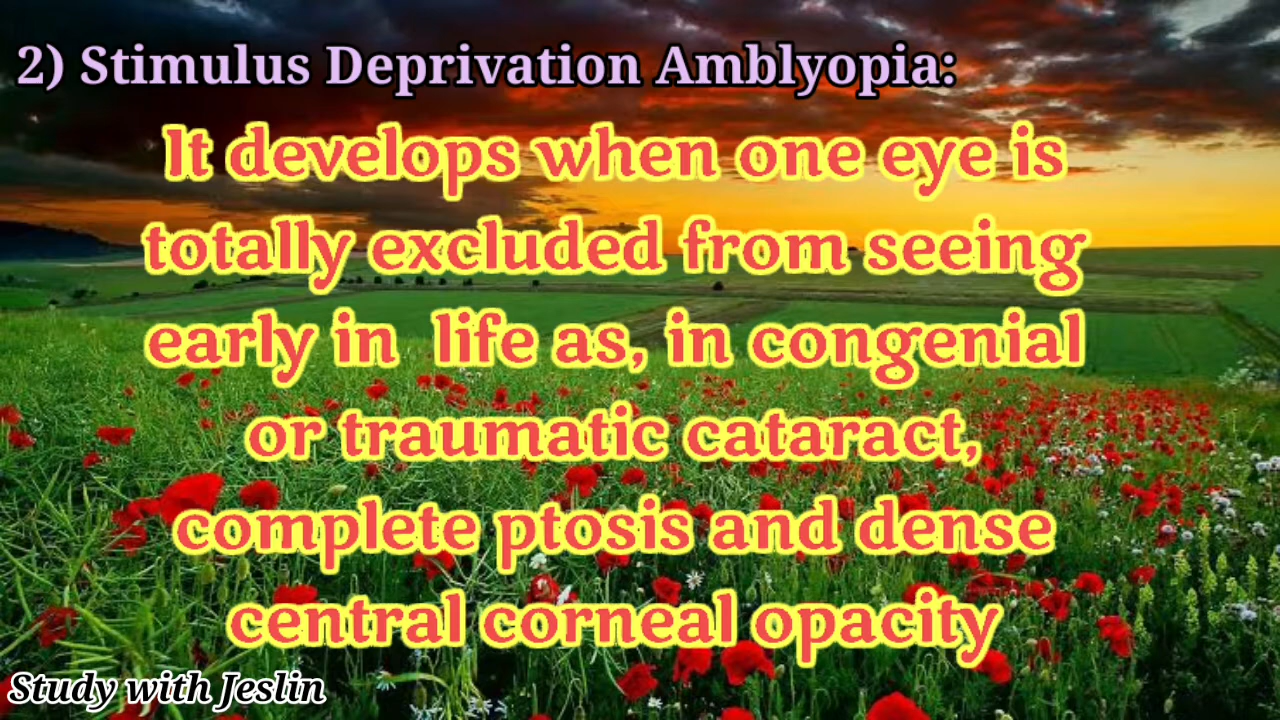 2) Stimulus Deprivation Amblyopia:
It develops when one eye is
totally excluded from seeing
early in life as, in congenial
or traumatic cataract,
complete ptosis and dense
central corneal opacity
Study with Jeslin